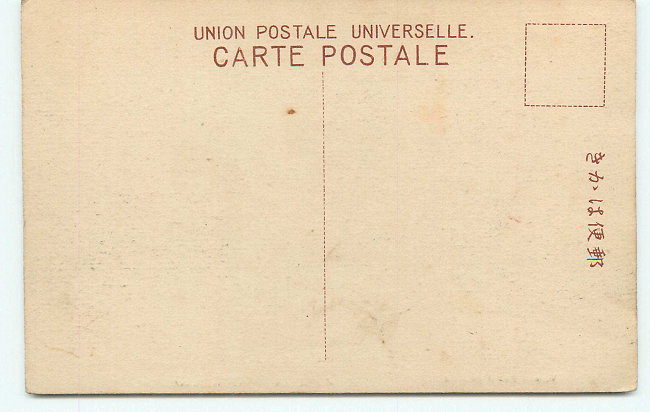 UNION POSTALE UNIVERSELLE.
CARTE POSTALE
きかは便郵